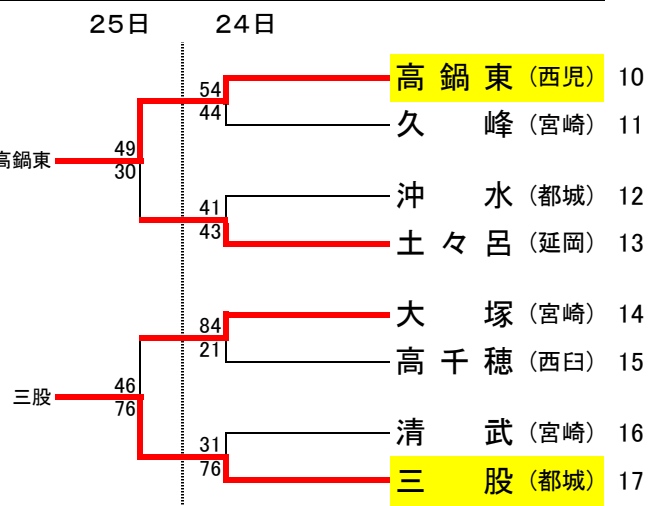 25日 24日
54 高鍋東 (西児) 10
44 久峰 (宮崎) 11
高鍋東 49
30
41 沖水 (都城) 12
43 土々呂 (延岡) 13
84 大塚 (宮崎) 14
21 高千穂 (西臼) 15
三股 46
76
31 清武 (宮崎) 16
76 三股 (都城) 17